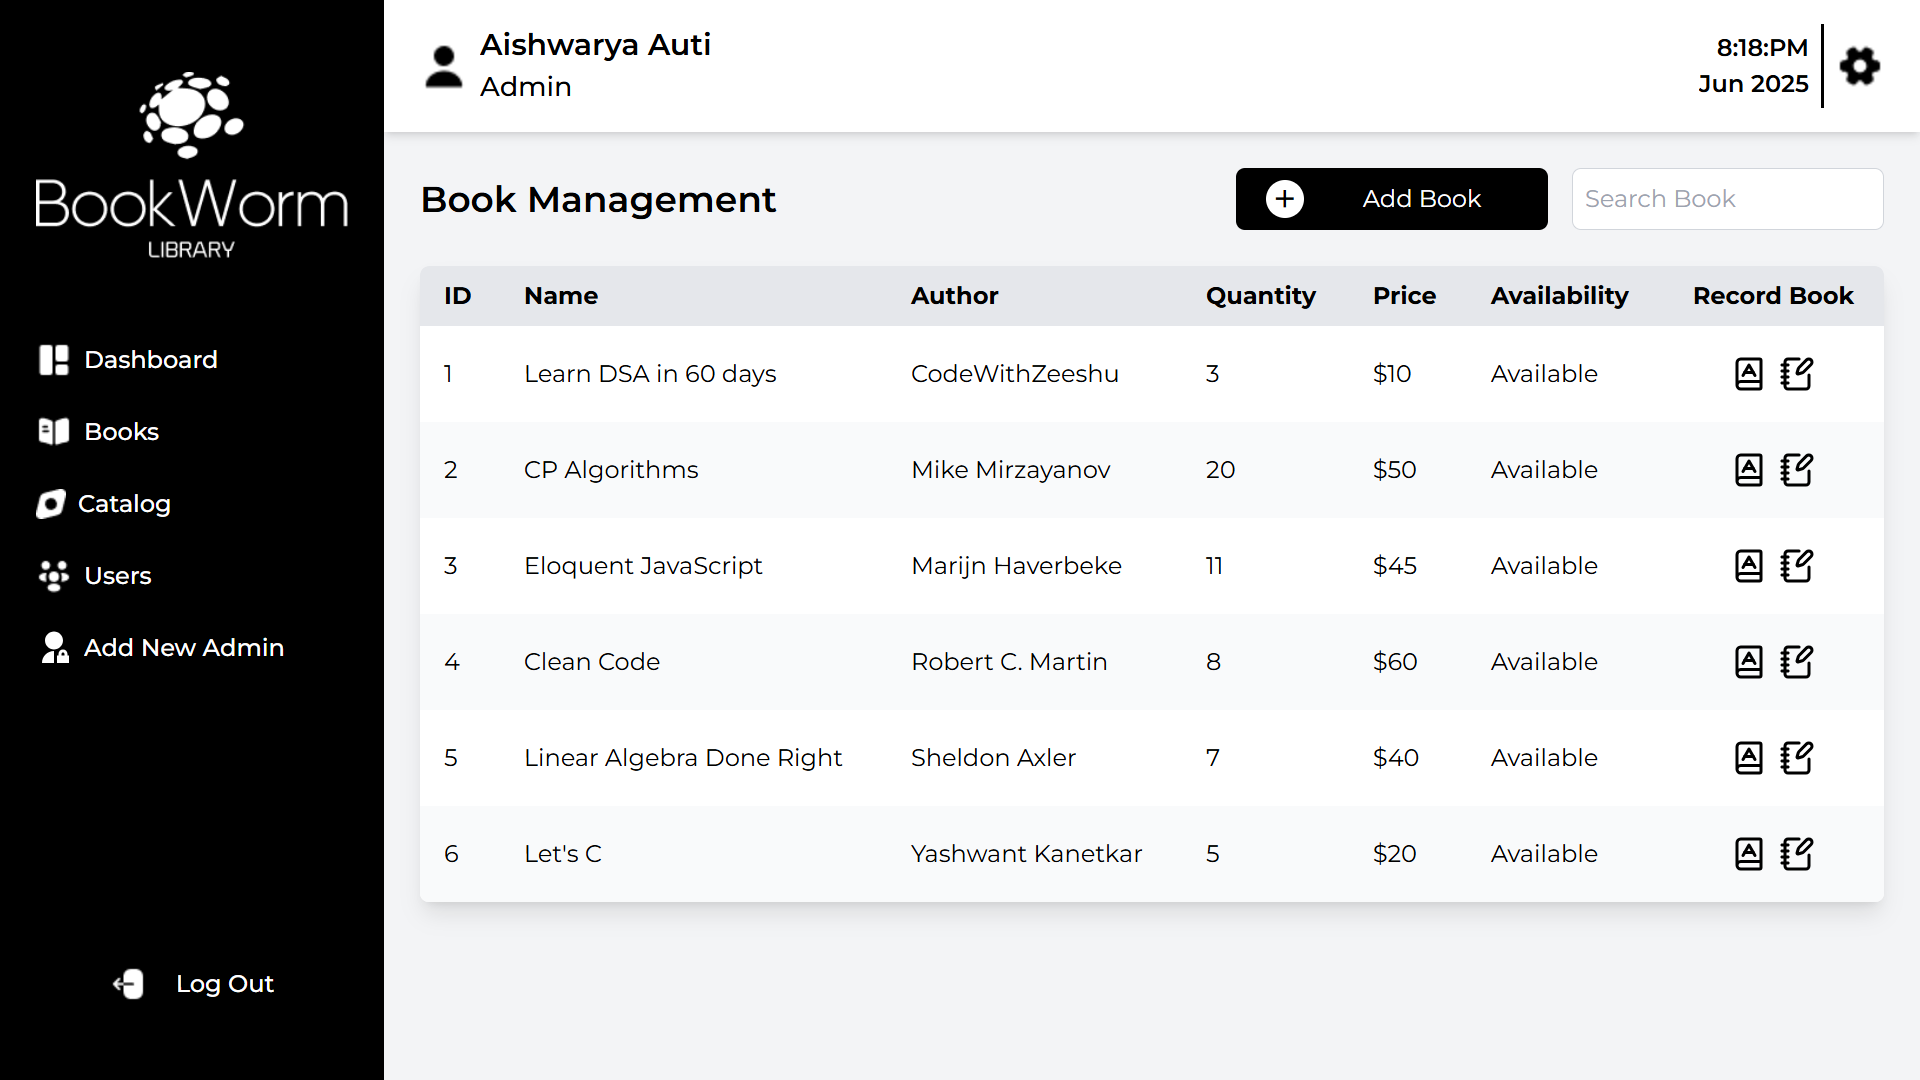 BookWorm
LIBRARY
Dashboard
Books
Catalog
Users
Add New Admin
Log Out
Aishwarya Auti
Admin
8:18:PM
Jun 2025
Book Management
Add Book
Search Book
ID Name Author Quantity Price Availability Record Book
1 Learn DSA in 60 days CodeWithZeeshu 3 $10 Available
2 CP Algorithms Mike Mirzayanov 20 $50 Available
3 Eloquent JavaScript Marijn Haverbeke 11 $45 Available
4 Clean Code Robert C. Martin 8 $60 Available
5 Linear Algebra Done Right Sheldon Axler 7 $40 Available
6 Let's C Yashwant Kanetkar 5 $20 Available